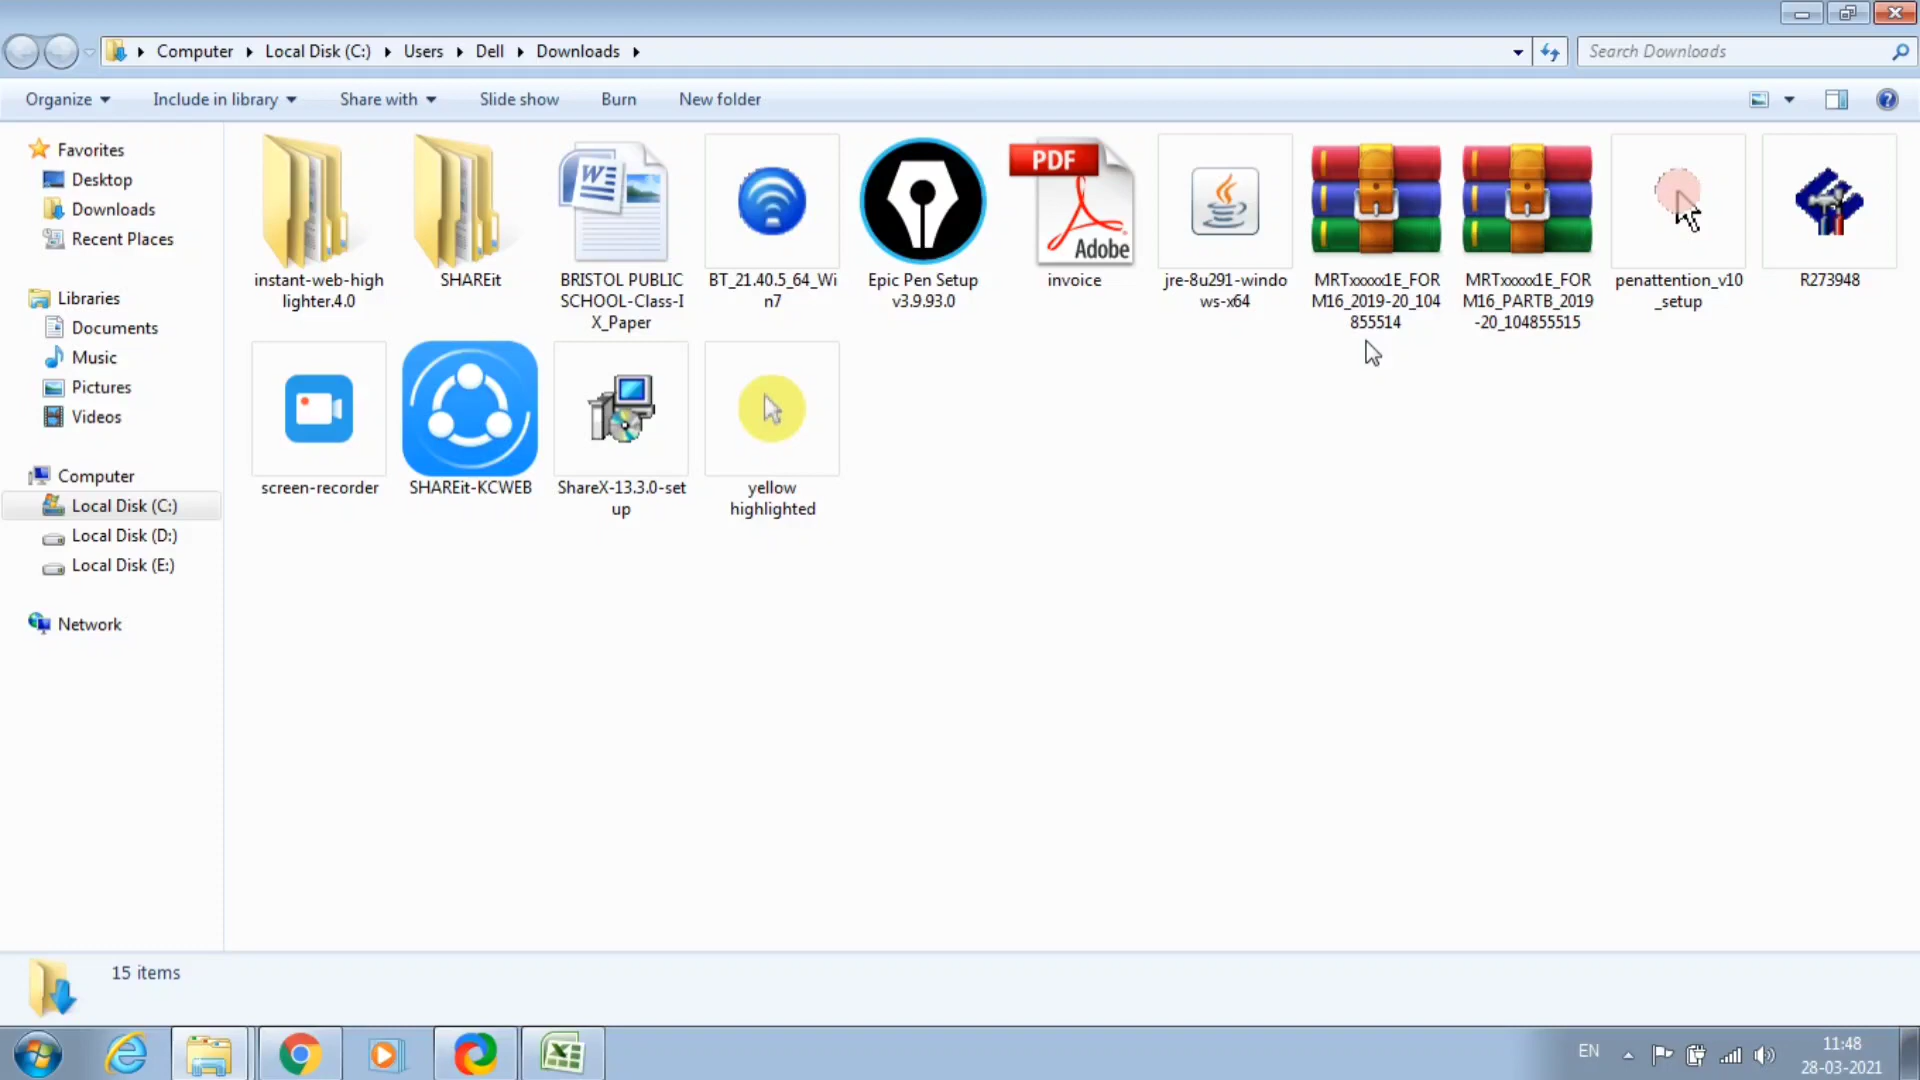 Computer Local Disk (C:) Users Dell Downloads
Search Downloads
Organize Include in library Share with Slide show Burn New folder
Favorites
Desktop
Downloads
Recent Places
Libraries
Documents
Music
Pictures
Videos
Computer
Local Disk (C:)
Local Disk (D:)
Local Disk (E:)
Network
instant-web-high
lighter.4.0
SHAREit
BRISTOL PUBLIC
SCHOOL-Class-I
X_Paper
BT_21.40.5_64_Wi
n7
Epic Pen Setup
v3.9.93.0
PDF
Adobe
invoice
jre-8u291-windo
ws-x64
MRTxxxxx1E_FOR
M16_2019-20_104
855514
MRTxxxxx1E_FOR
M16_PARTB_2019
-20_104855515
penattention_v10
_setup
R273948
screen-recorder
SHAREit-KCWEB
ShareX-13.3.0-set
up
yellow
highlighted
15 items
EN
11:48
28-03-2021